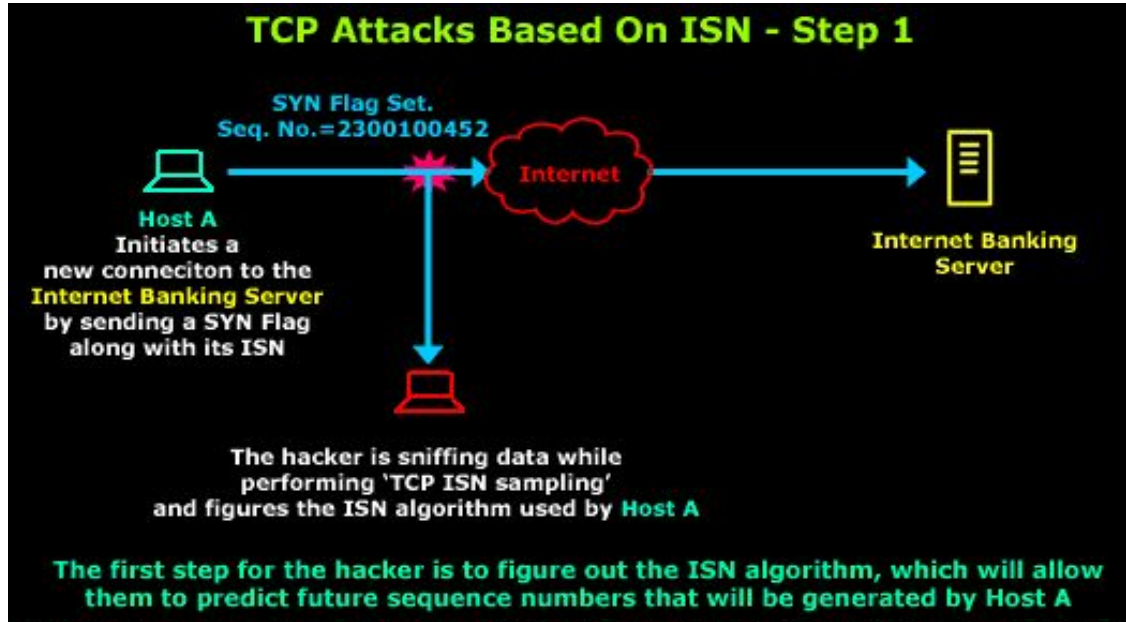 TCP Attacks Based On ISN - Step 1
SYN Flag Set.
Seq. No.=2300100452
Internet
Host A
Initiates a
new conneciton to the
Internet Banking Server
by sending a SYN Flag
along with its ISN
Internet Banking
Server
The hacker is sniffing data while
performing ‘TCP ISN sampling’
and figures the ISN algorithm used by Host A
The first step for the hacker is to figure out the ISN algorithm, which will allow
them to predict future sequence numbers that will be generated by Host A